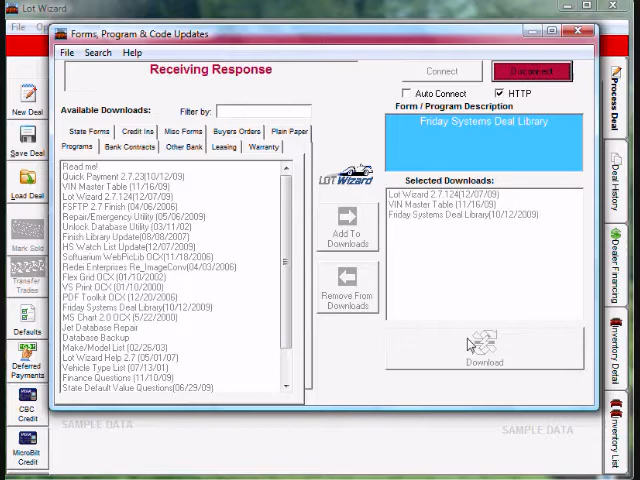 Lot Wizard
File
Forms, Program & Code Updates
File Search Help
Receiving Response
Connect
Disconnect
Auto Connect
HTTP
Available Downloads:
Filter by:
Form / Program Description
Friday Systems Deal Library
State Forms
Credit Ins
Misc Forms
Buyers Orders
Plain Paper
Programs
Bank Contracts
Other Bank
Leasing
Warranty
Read me!
Quick Payment 2.7.23(10/12/09)
VIN Master Table (11/16/09)
Lot Wizard 2.7.124(12/07/09)
FSFTP 2.7 Finish (04/06/2006)
Repair/Emergency Utility (05/06/2009)
Unlock Database Utility (03/11/02)
Finish Library Update(08/08/2007)
HS Watch List Update(12/07/2009)
Softuarium WebPicLib OCX(11/18/2006)
Redei Enterprises Re_ImageConv(04/03/2006)
Flex Grid OCX (01/10/2002)
VS Print OCX (01/10/2000)
PDF Toolkit OCX (12/20/2006)
Friday Systems Deal Library(10/12/2009)
MS Chart 2.0 OCX (5/22/2000)
Jet Database Repair
Database Backup
Make/Model List (02/26/03)
Lot Wizard Help 2.7 (05/01/07)
Vehicle Type List (07/13/01)
Finance Questions (11/10/09)
State Default Value Questions(06/29/09)
LOT Wizard
Add To
Downloads
Remove From
Downloads
Selected Downloads:
Lot Wizard 2.7.124(12/07/09)
VIN Master Table (11/16/09)
Friday Systems Deal Library(10/12/2009)
Download
New Deal
Save Deal
Load Deal
Mark Sold
Transfer
Trades
Defaults
Deferred
Payments
CBC
Credit
MicroBilt
Credit
Process Deal
Deal History
Dealer Financing
Inventory Detail
Inventory List
SAMPLE DATA
SAMPLE DATA